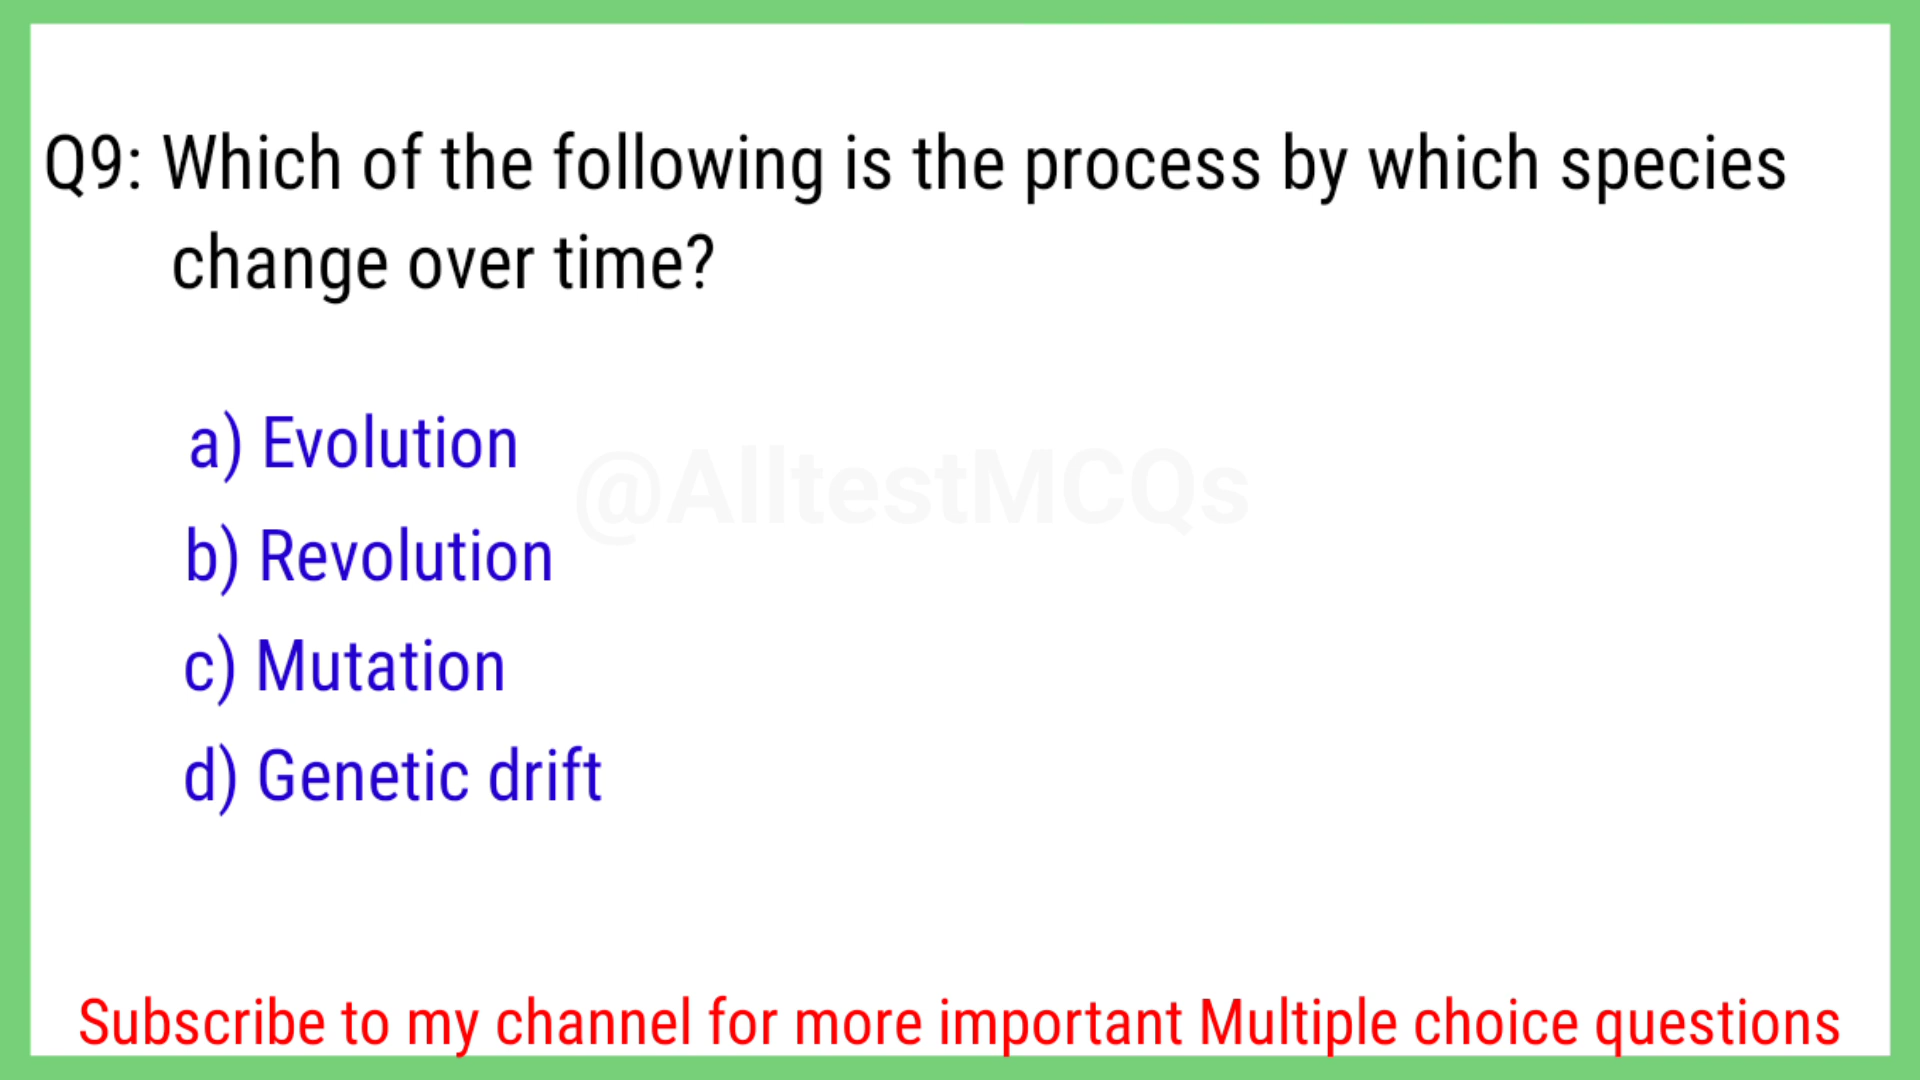 Q9: Which of the following is the process by which species
change over time?
a) Evolution
@AlltestMCQs
b) Revolution
c) Mutation
d) Genetic drift
Subscribe to my channel for more important Multiple choice questions